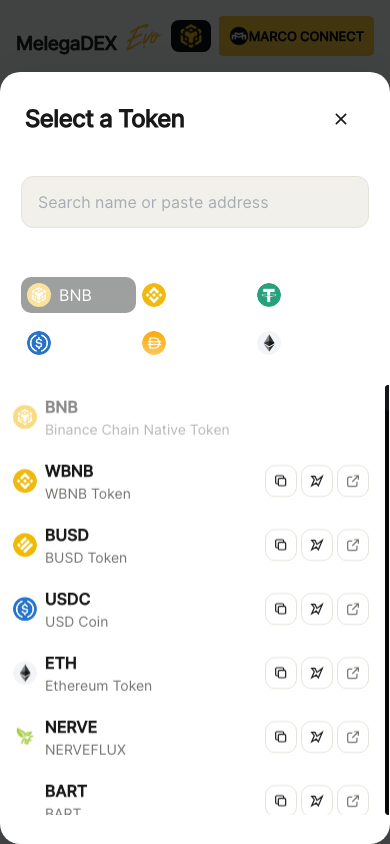 MelegaDEX Evo MARCO CONNECT
Select a Token
Search name or paste address
BNB
BNB
Binance Chain Native Token
WBNB
WBNB Token
BUSD
BUSD Token
USDC
USD Coin
ETH
Ethereum Token
NERVE
NERVEFLUX
BART
BART